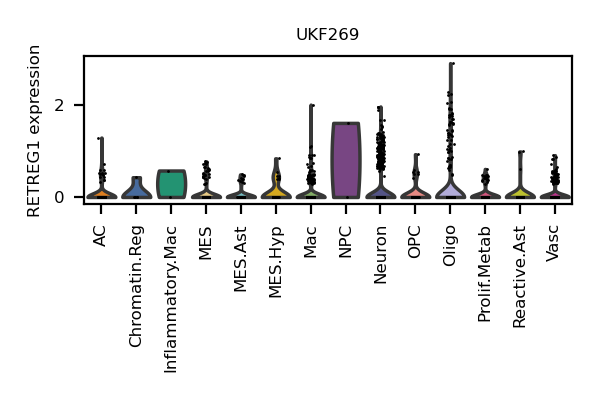 UKF269
RETREG1 expression
2
0
AC
Chromatin.Reg
Inflammatory.Mac
MES
MES.Ast
MES.Hyp
Mac
NPC
Neuron
OPC
Oligo
Prolif.Metab
Reactive.Ast
Vasc